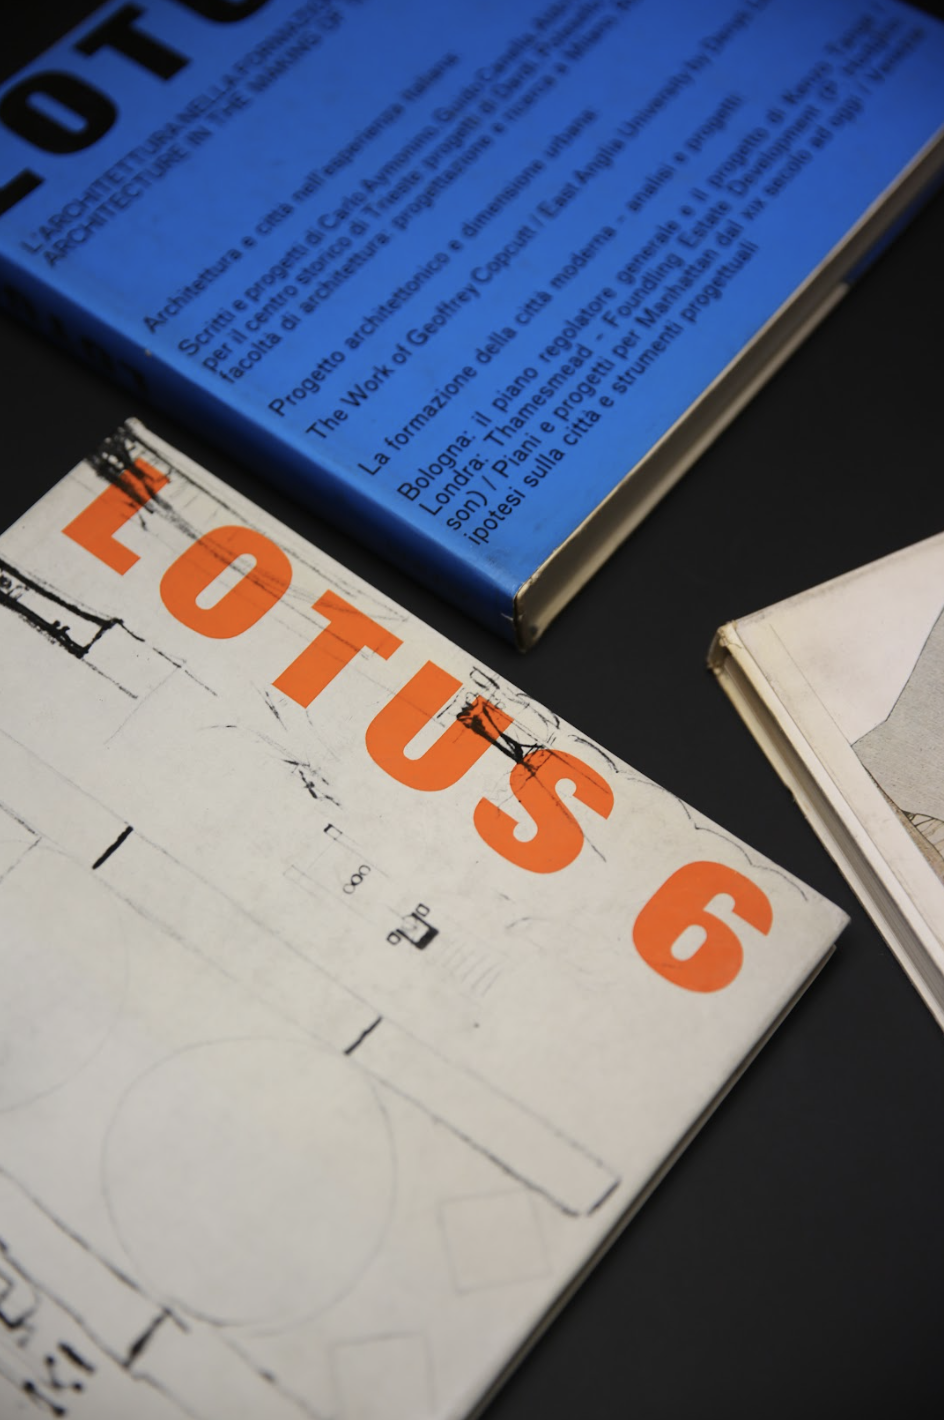 LOTU
L'ARCHITETTURA NELLA FORMAZIO
ARCHITECTURE IN THE MAKING OF
Architettura e città nell'esperienza italiana
Scritti e progetti di Carlo Aymonino, Guido Canella, Aldo
per il centro storico di Trieste progetti di Dardi
facoltà di architettura: progettazione e ricerca a Milano,
Progetto architettonico e dimensione urbana:
The Work of Geoffrey Copcutt / East Anglia University by Denys L
La formazione della città moderna - analisi e progetti:
Bologna: il piano regolatore generale e il progetto di Kenzo Tange /
Londra: Thamesmead - Foundling Estate Development (P.
son) / Piani e progetti per Manhattan dal XIX secolo ad oggi / Venezia
ipotesi sulla città e strumenti progettuali
LOTUS 6